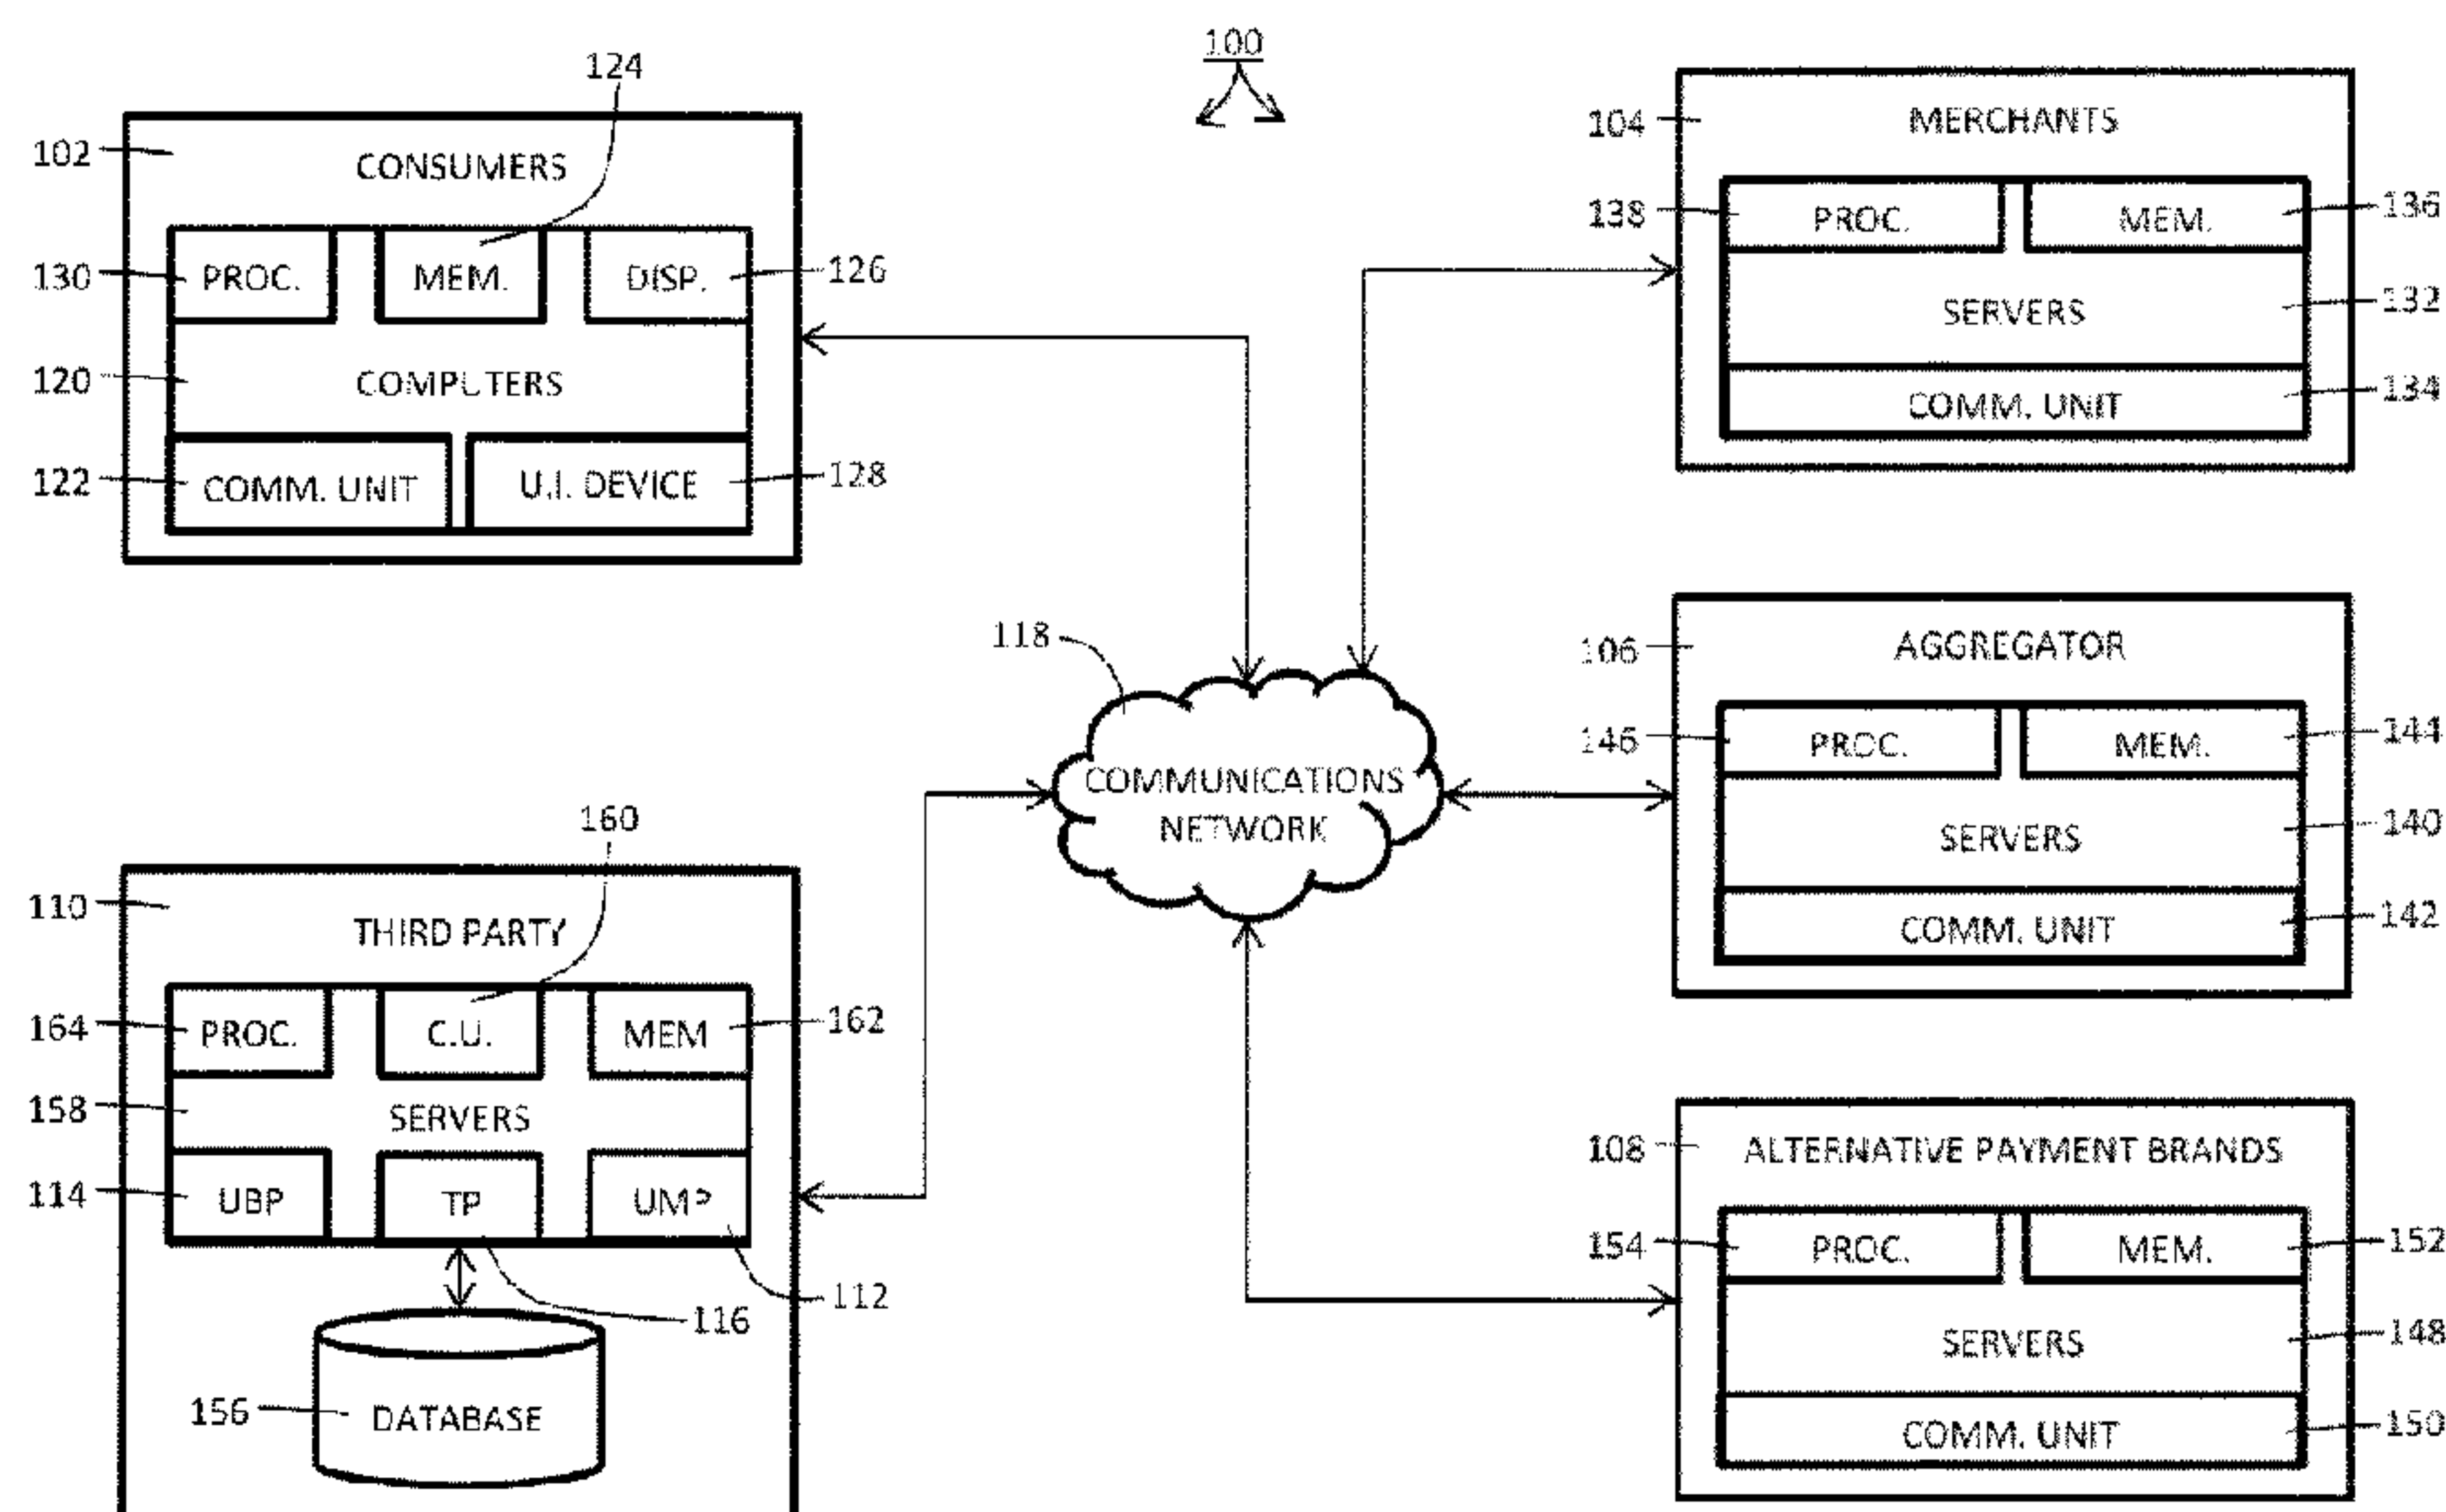 100
124
102
CONSUMERS
130
PROC.
MEM.
DISP.
126
120
COMPUTERS
122
COMM. UNIT
U.I. DEVICE
128
104
MERCHANTS
138
PROC.
MEM.
136
SERVERS
132
COMM. UNIT
134
118
COMMUNICATIONS
NETWORK
106
AGGREGATOR
146
PROC.
MEM.
144
SERVERS
140
COMM. UNIT
142
160
110
THIRD PARTY
164
PROC.
C.U.
MEM
162
158
SERVERS
114
UBP
TP
UMP
112
116
156
DATABASE
108
ALTERNATIVE PAYMENT BRANDS
154
PROC.
MEM.
152
SERVERS
148
COMM. UNIT
150